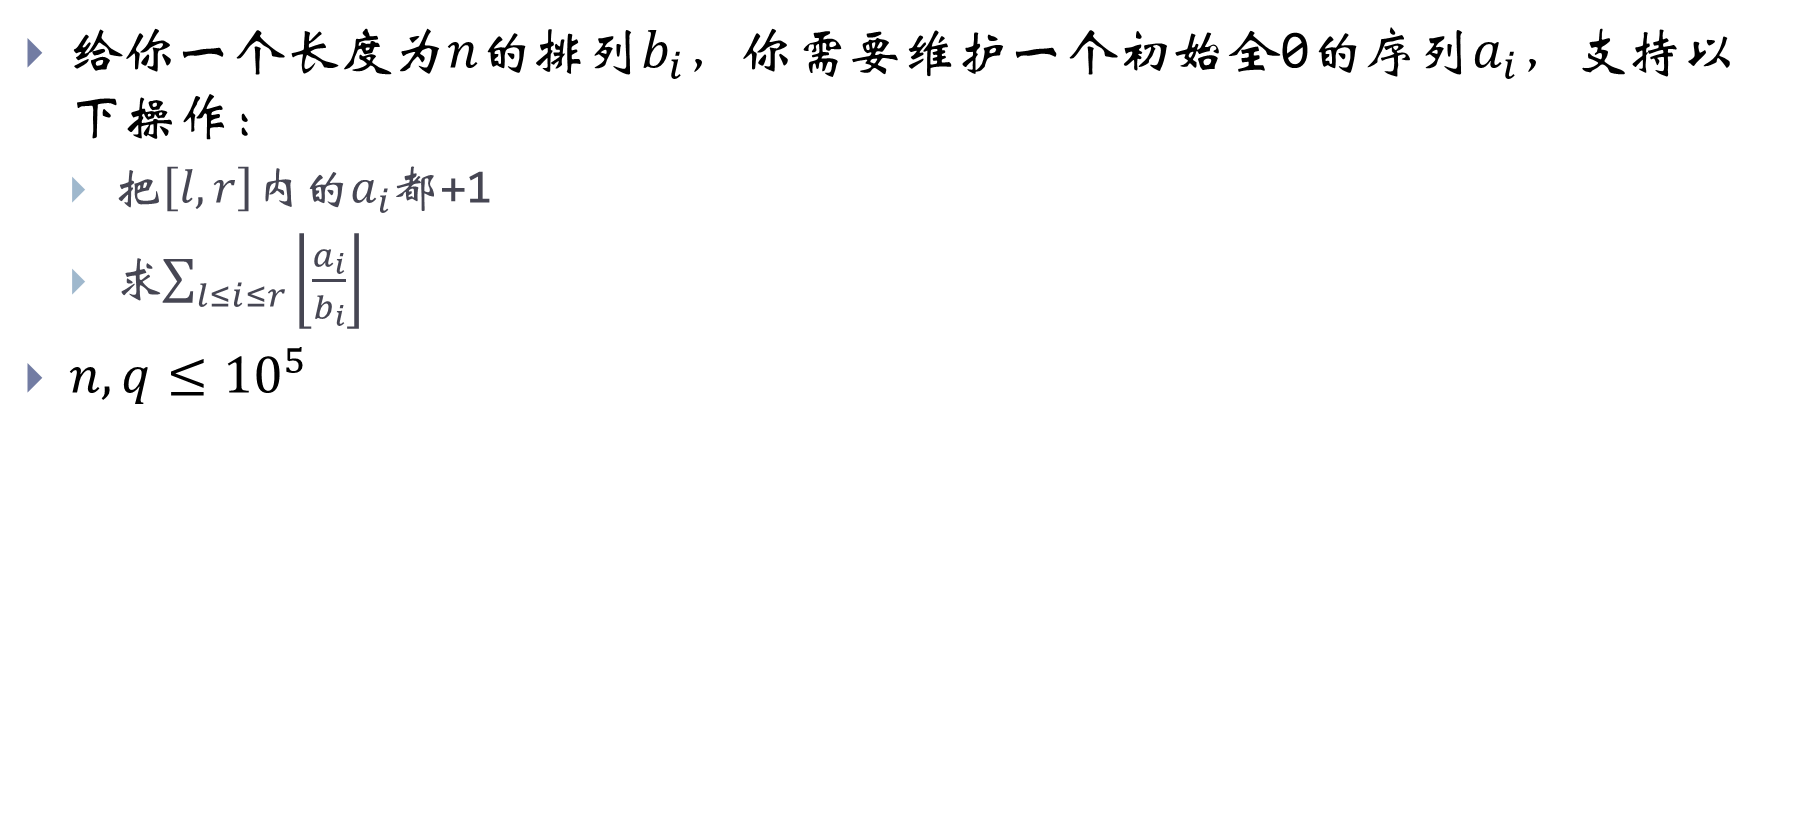 给你一个长度为n的排列b_i，你需要维护一个初始全0的序列a_i，支持以
下操作：
把[l,r]内的a_i都+1
求∑_{l≤i≤r}⌊a_i/b_i⌋
n,q ≤ 10^5